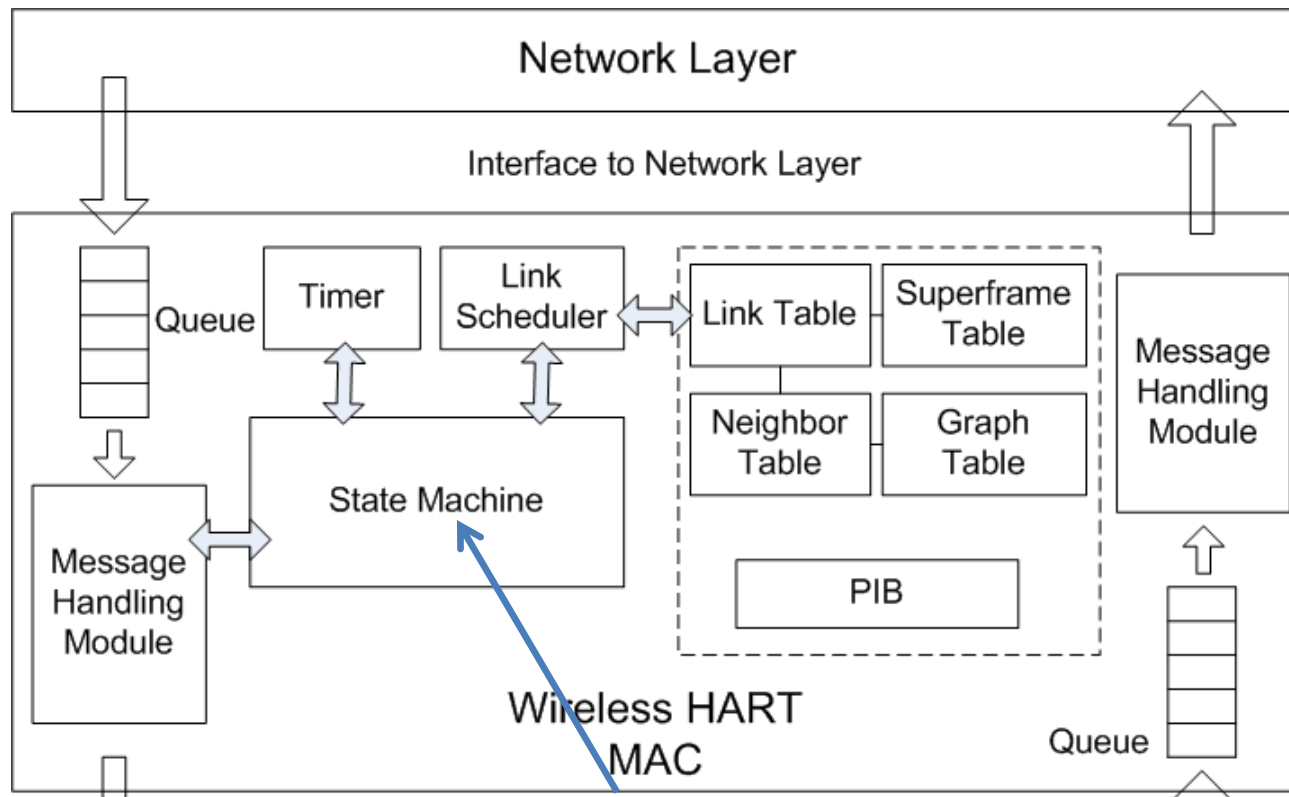 Network Layer
Interface to Network Layer
Queue
Timer
Link
Scheduler
Link Table
Superframe
Table
Neighbor
Table
Graph
Table
State Machine
Message
Handling
Module
PIB
Message
Handling
Module
Wireless HART
MAC
Queue